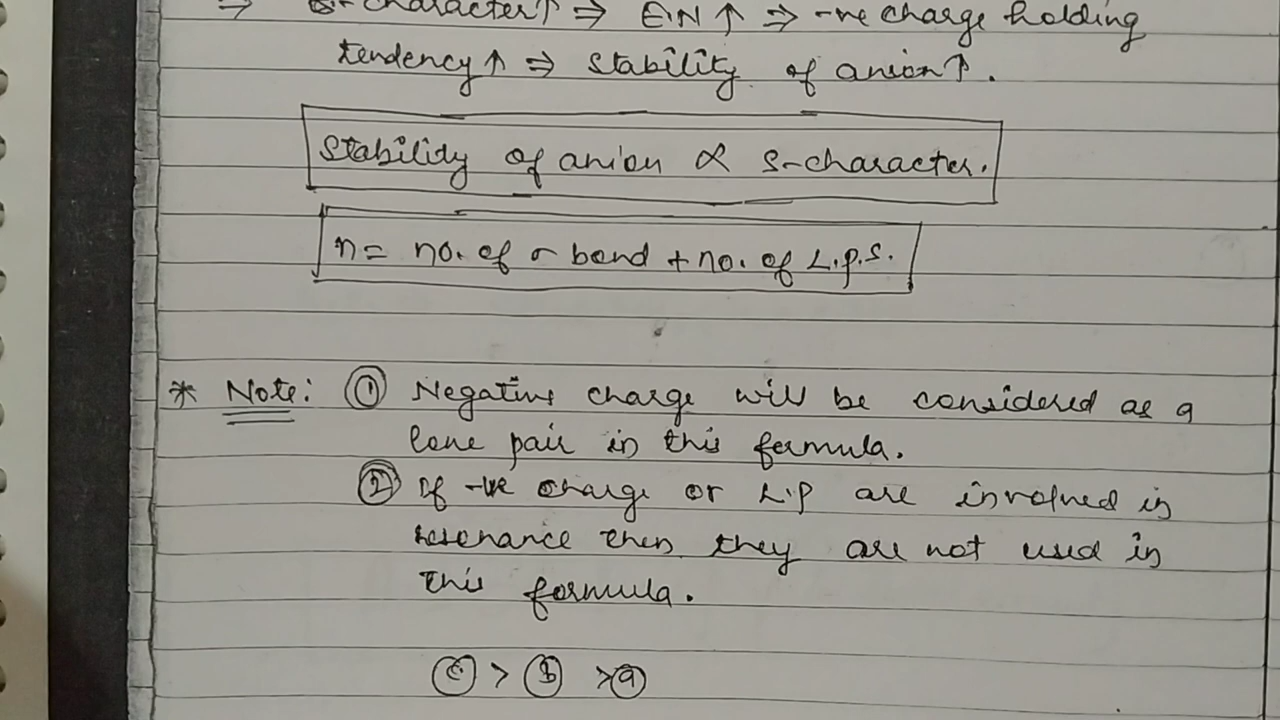 ⇒ s-character↑ ⇒ E.N ↑ ⇒ -ve charge holding
tendency ↑ ⇒ stability of anion ↑.
Stability of anion ∝ s-character.
n = no. of σ bond + no. of L.p.s.
* Note: ① Negative charge will be considered as a
lone pair in this formula.
② If -ve charge or L.P are involved in
resonance then they are not used in
this formula.
ⓒ > ⓑ > ⓐ